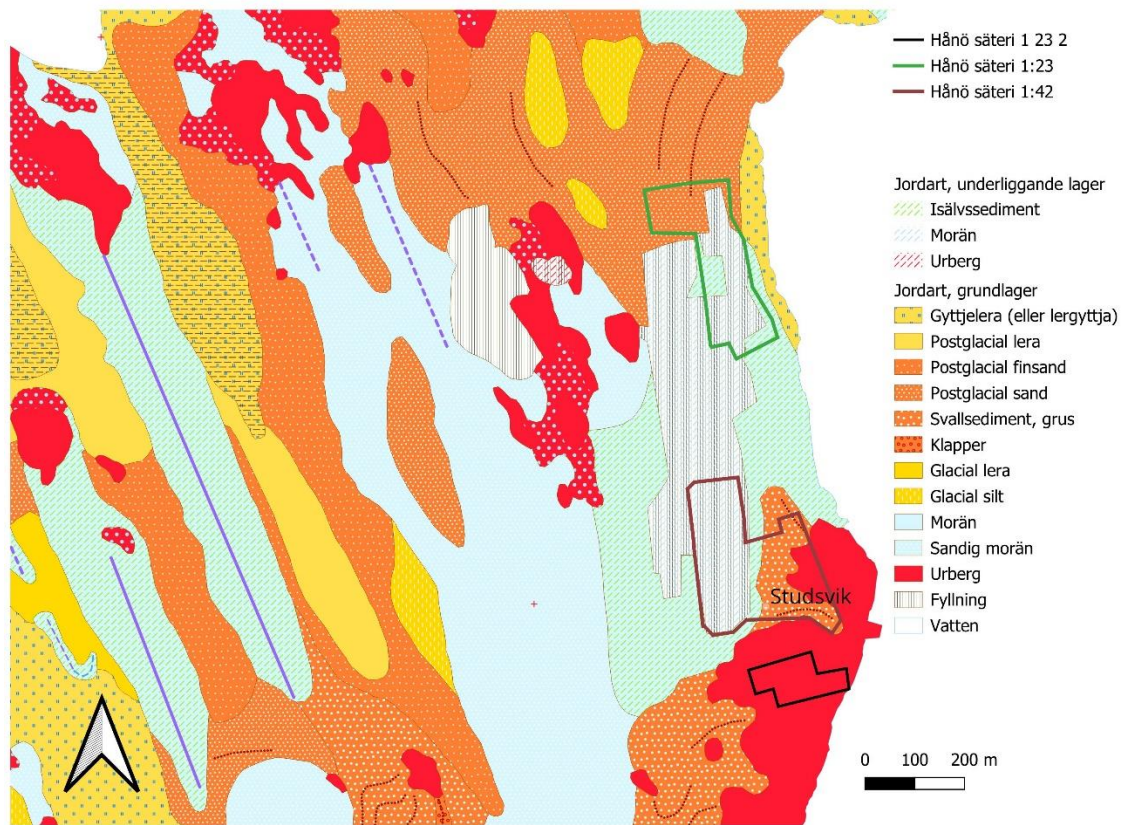 Hånö säteri 1 23 2
Hånö säteri 1:23
Hånö säteri 1:42
Jordart, underliggande lager
Isälvssediment
Morän
Urberg
Jordart, grundlager
Gyttjelera (eller lergyttja)
Postglacial lera
Postglacial finsand
Postglacial sand
Svallsediment, grus
Klapper
Glacial lera
Glacial silt
Morän
Sandig morän
Urberg
Fyllning
Vatten
Studsvik
0 100 200 m